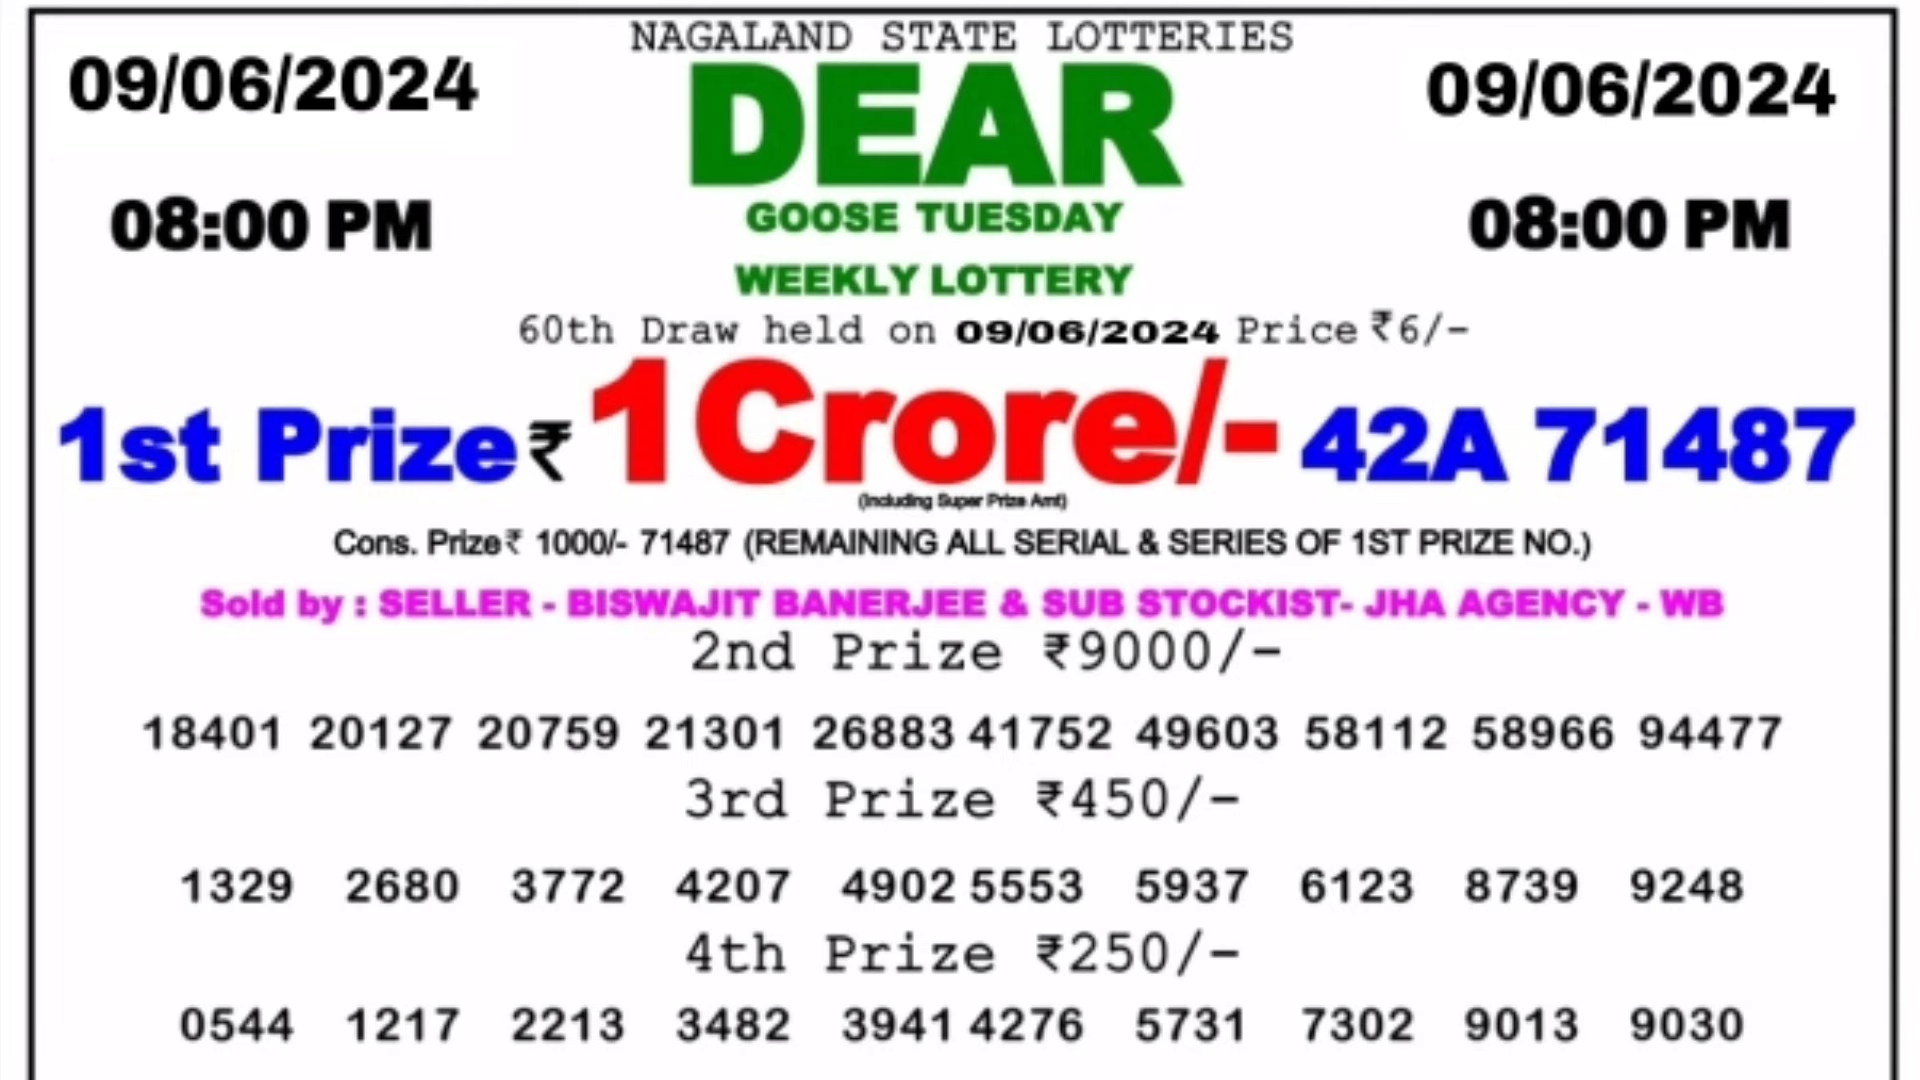 NAGALAND STATE LOTTERIES
09/06/2024 DEAR 09/06/2024
08:00 PM GOOSE TUESDAY 08:00 PM
WEEKLY LOTTERY
60th Draw held on 09/06/2024 Price ₹6/-
1st Prize ₹ 1Crore/- 42A 71487
(Including Super Prize Amt)
Cons. Prize ₹ 1000/- 71487 (REMAINING ALL SERIAL & SERIES OF 1ST PRIZE NO.)
Sold by : SELLER - BISWAJIT BANERJEE & SUB STOCKIST- JHA AGENCY - WB
2nd Prize ₹9000/-
18401 20127 20759 21301 26883 41752 49603 58112 58966 94477
3rd Prize ₹450/-
1329 2680 3772 4207 4902 5553 5937 6123 8739 9248
4th Prize ₹250/-
0544 1217 2213 3482 3941 4276 5731 7302 9013 9030